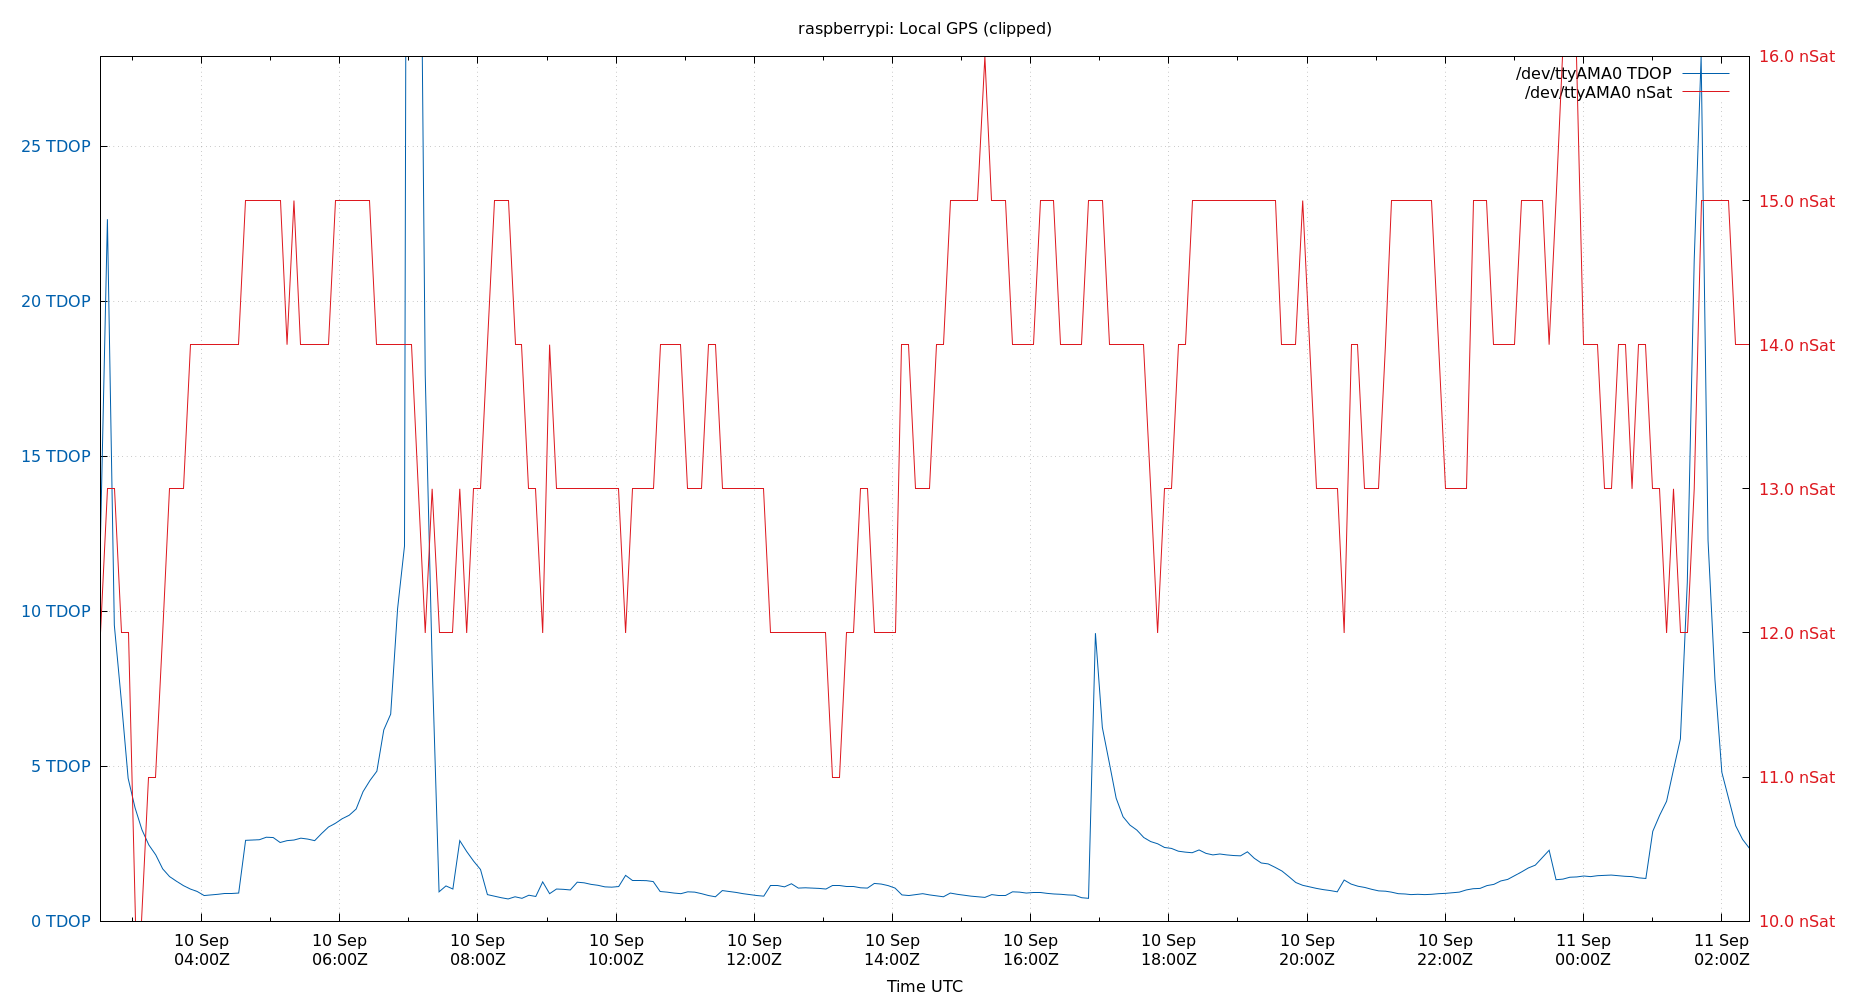 raspberrypi: Local GPS (clipped)
/dev/ttyAMA0 TDOP
/dev/ttyAMA0 nSat
25 TDOP
20 TDOP
15 TDOP
10 TDOP
5 TDOP
0 TDOP
16.0 nSat
15.0 nSat
14.0 nSat
13.0 nSat
12.0 nSat
11.0 nSat
10.0 nSat
10 Sep 10 Sep 10 Sep 10 Sep 10 Sep 10 Sep 10 Sep 10 Sep 10 Sep 10 Sep 11 Sep 11 Sep
04:00Z 06:00Z 08:00Z 10:00Z 12:00Z 14:00Z 16:00Z 18:00Z 20:00Z 22:00Z 00:00Z 02:00Z
Time UTC